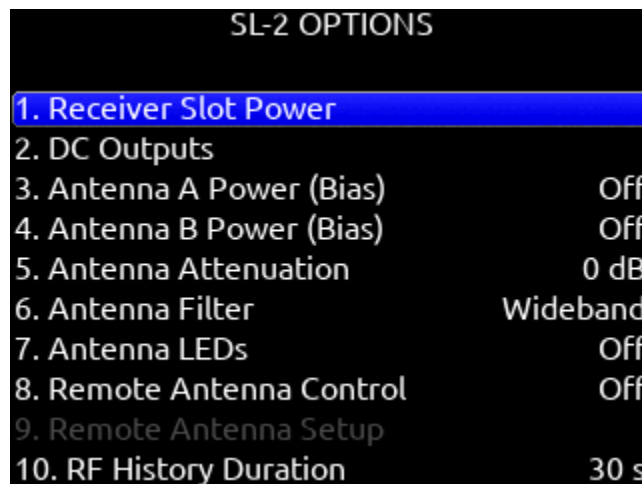 SL-2 OPTIONS
1. Receiver Slot Power
2. DC Outputs
3. Antenna A Power (Bias) Off
4. Antenna B Power (Bias) Off
5. Antenna Attenuation 0 dB
6. Antenna Filter Wideband
7. Antenna LEDs Off
8. Remote Antenna Control Off
9. Remote Antenna Setup
10. RF History Duration 30 s